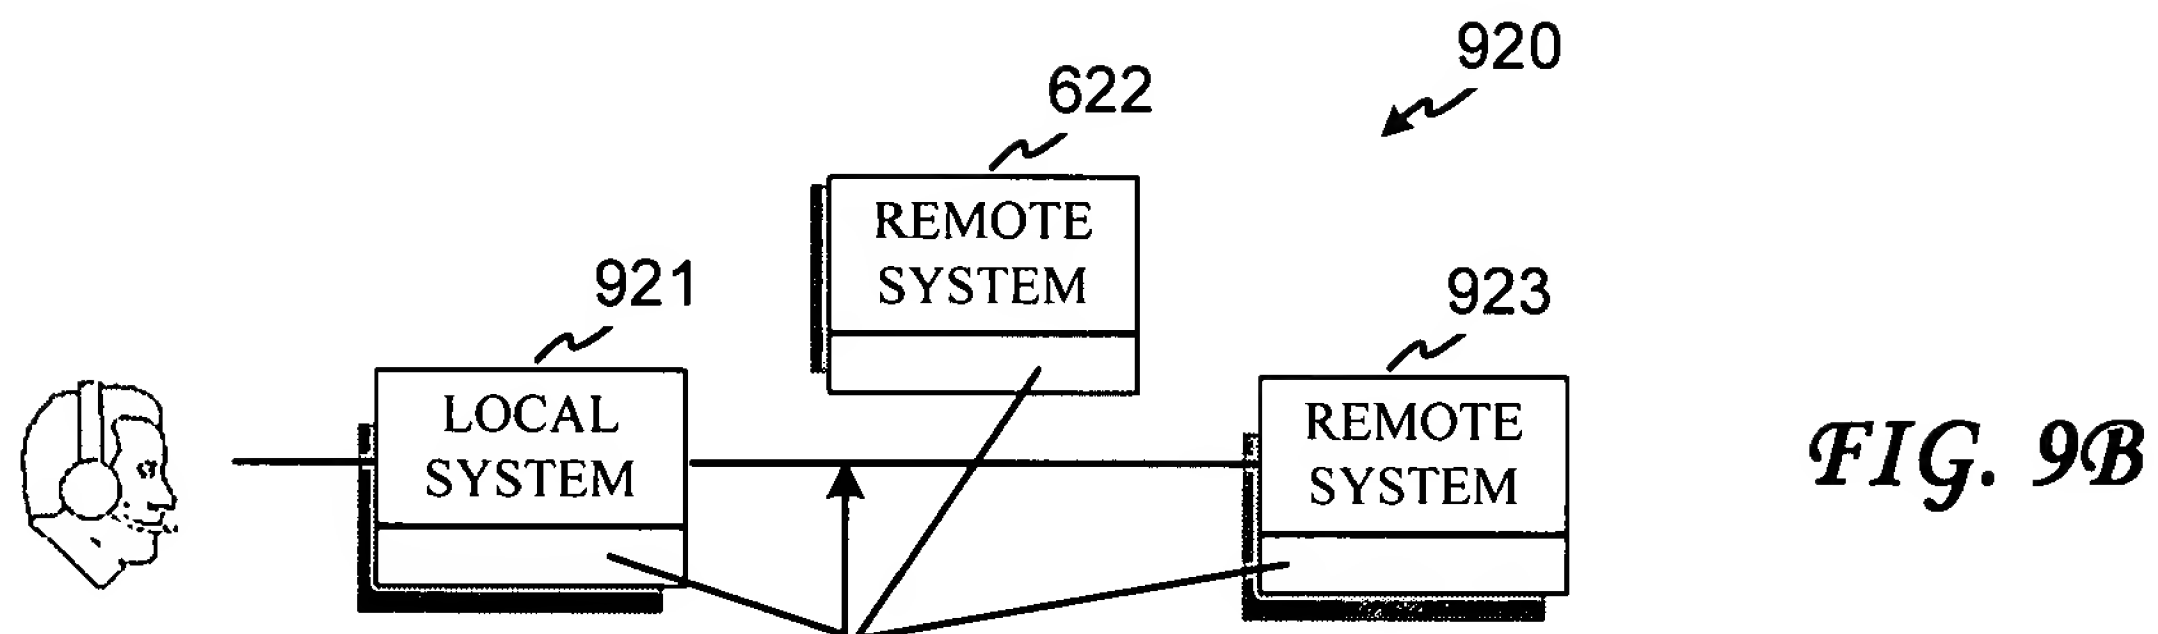 920
622
REMOTE
SYSTEM
921
923
LOCAL
SYSTEM
REMOTE
SYSTEM
FIG. 9B